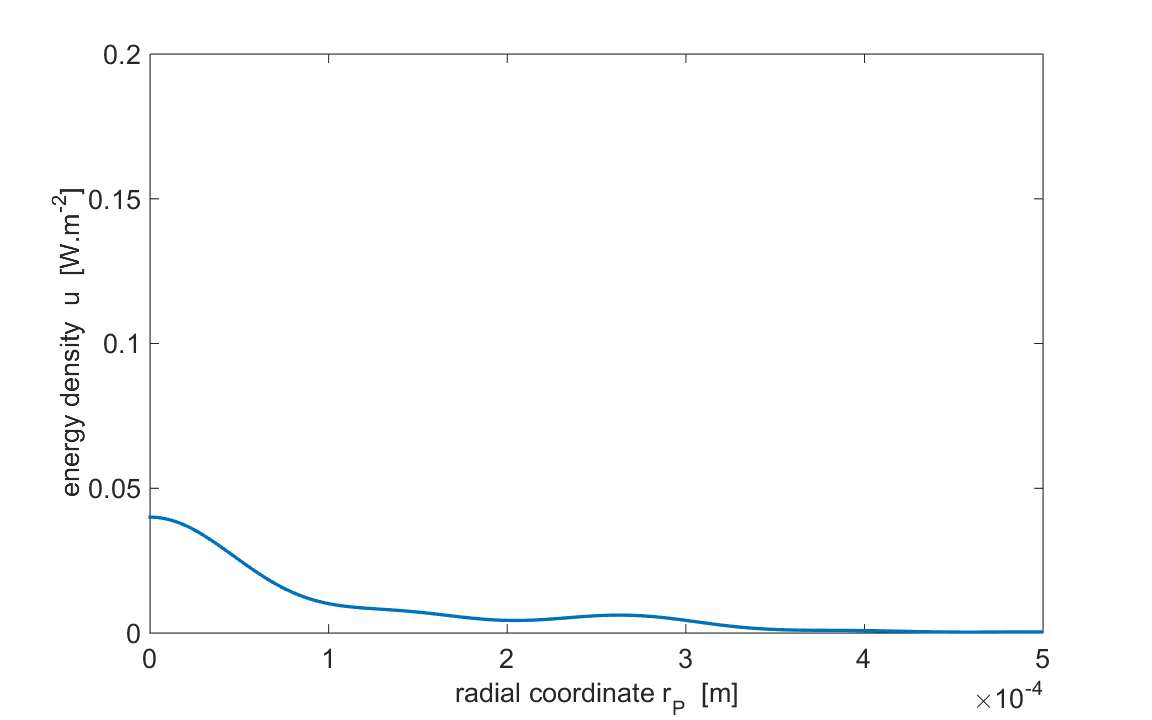 0.2
0.15
0.1
0.05
0
energy density u [W.m⁻²]
0 1 2 3 4 5
radial coordinate r_P [m]
×10⁻⁴